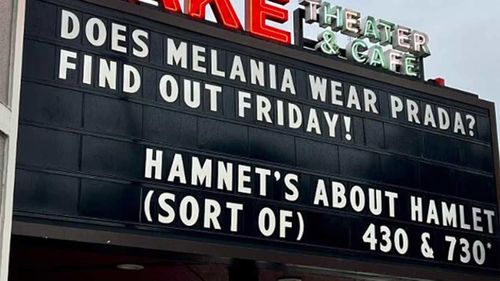 AKE
THEATER
& CAFE
DOES MELANIA WEAR PRADA?
FIND OUT FRIDAY!
HAMNET'S ABOUT HAMLET
(SORT OF) 430 & 730*